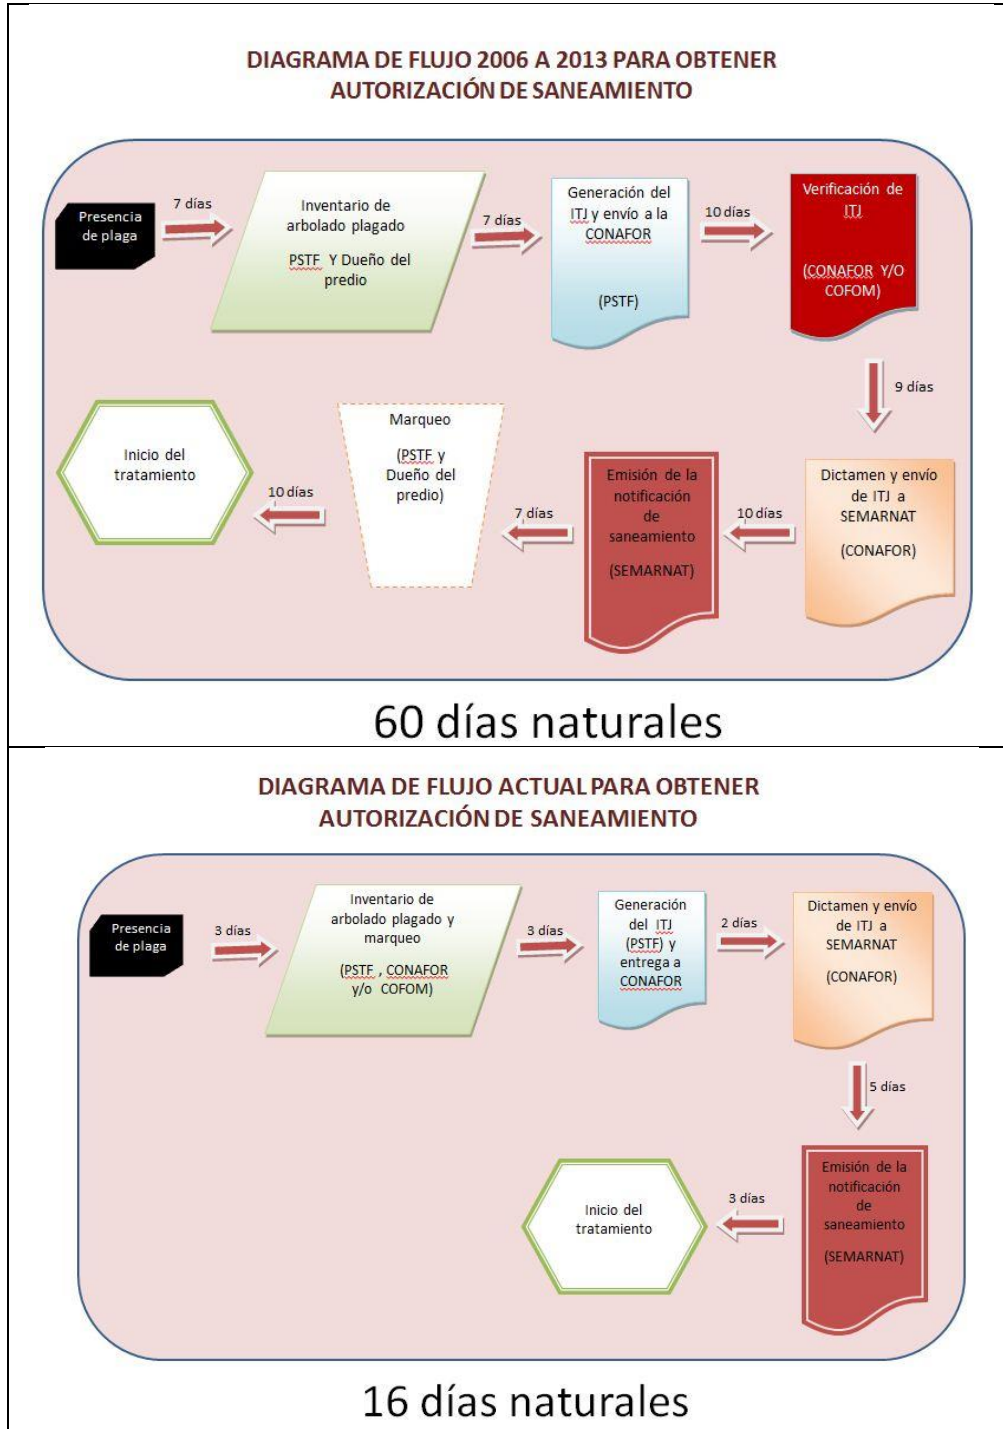 DIAGRAMA DE FLUJO 2006 A 2013 PARA OBTENER
AUTORIZACIÓN DE SANEAMIENTO
Presencia
de plaga
7 días
Inventario de
arbolado plagado
PSTF Y Dueño del
predio
7 días
Generación del
ITJ y envío a la
CONAFOR
(PSTF)
10 días
Verificación de
ITJ
(CONAFOR Y/O
COFOM)
9 días
Dictamen y envío
de ITJ a
SEMARNAT
(CONAFOR)
10 días
Emisión de la
notificación
de
saneamiento
(SEMARNAT)
7 días
Marqueo
(PSTF y
Dueño del
predio)
10 días
Inicio del
tratamiento
60 días naturales
DIAGRAMA DE FLUJO ACTUAL PARA OBTENER
AUTORIZACIÓN DE SANEAMIENTO
Presencia
de plaga
3 días
Inventario de
arbolado plagado y
marqueo
(PSTF , CONAFOR
y/o COFOM)
3 días
Generación
del ITJ
(PSTF) y
entrega a
CONAFOR
2 días
Dictamen y envío
de ITJ a
SEMARNAT
(CONAFOR)
5 días
Emisión de la
notificación
de
saneamiento
(SEMARNAT)
3 días
Inicio del
tratamiento
16 días naturales